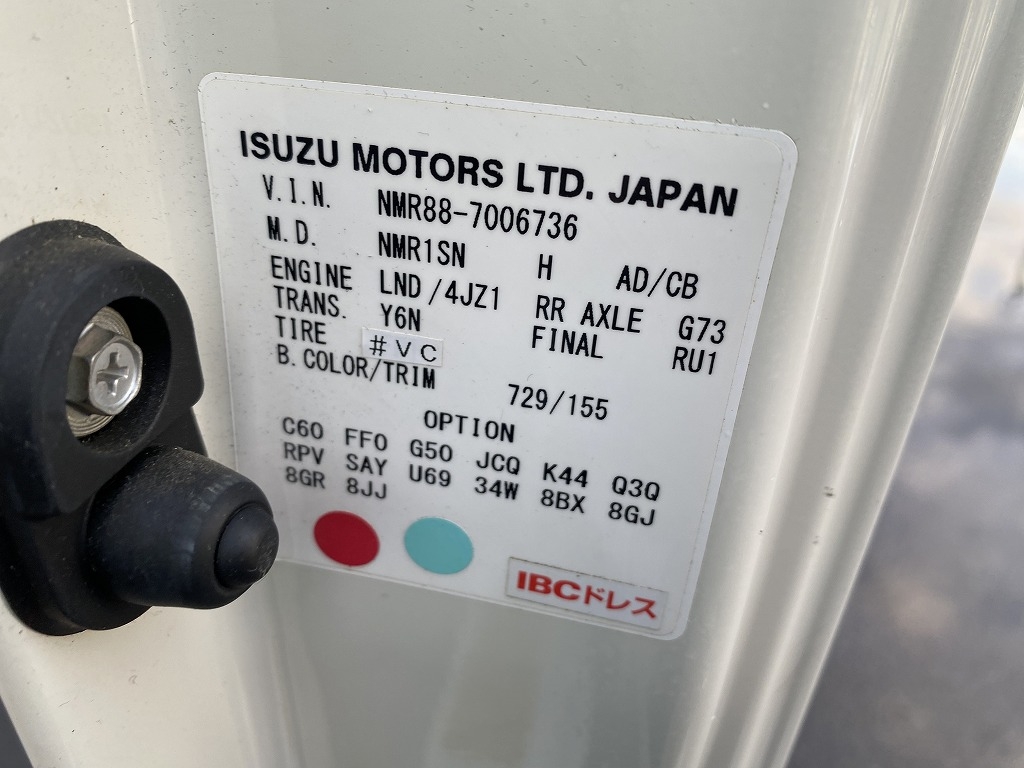 ISUZU MOTORS LTD. JAPAN
V.I.N. NMR88-7006736
M.D. NMR1SN H AD/CB
ENGINE LND/4JZ1 RR AXLE G73
TRANS. Y6N FINAL RU1
TIRE #VC
B.COLOR/TRIM 729/155
OPTION
C60 FF0 G50 JCQ K44 Q3Q
RPV SAY U69 34W 8BX 8GJ
8GR 8JJ
IBCドレス